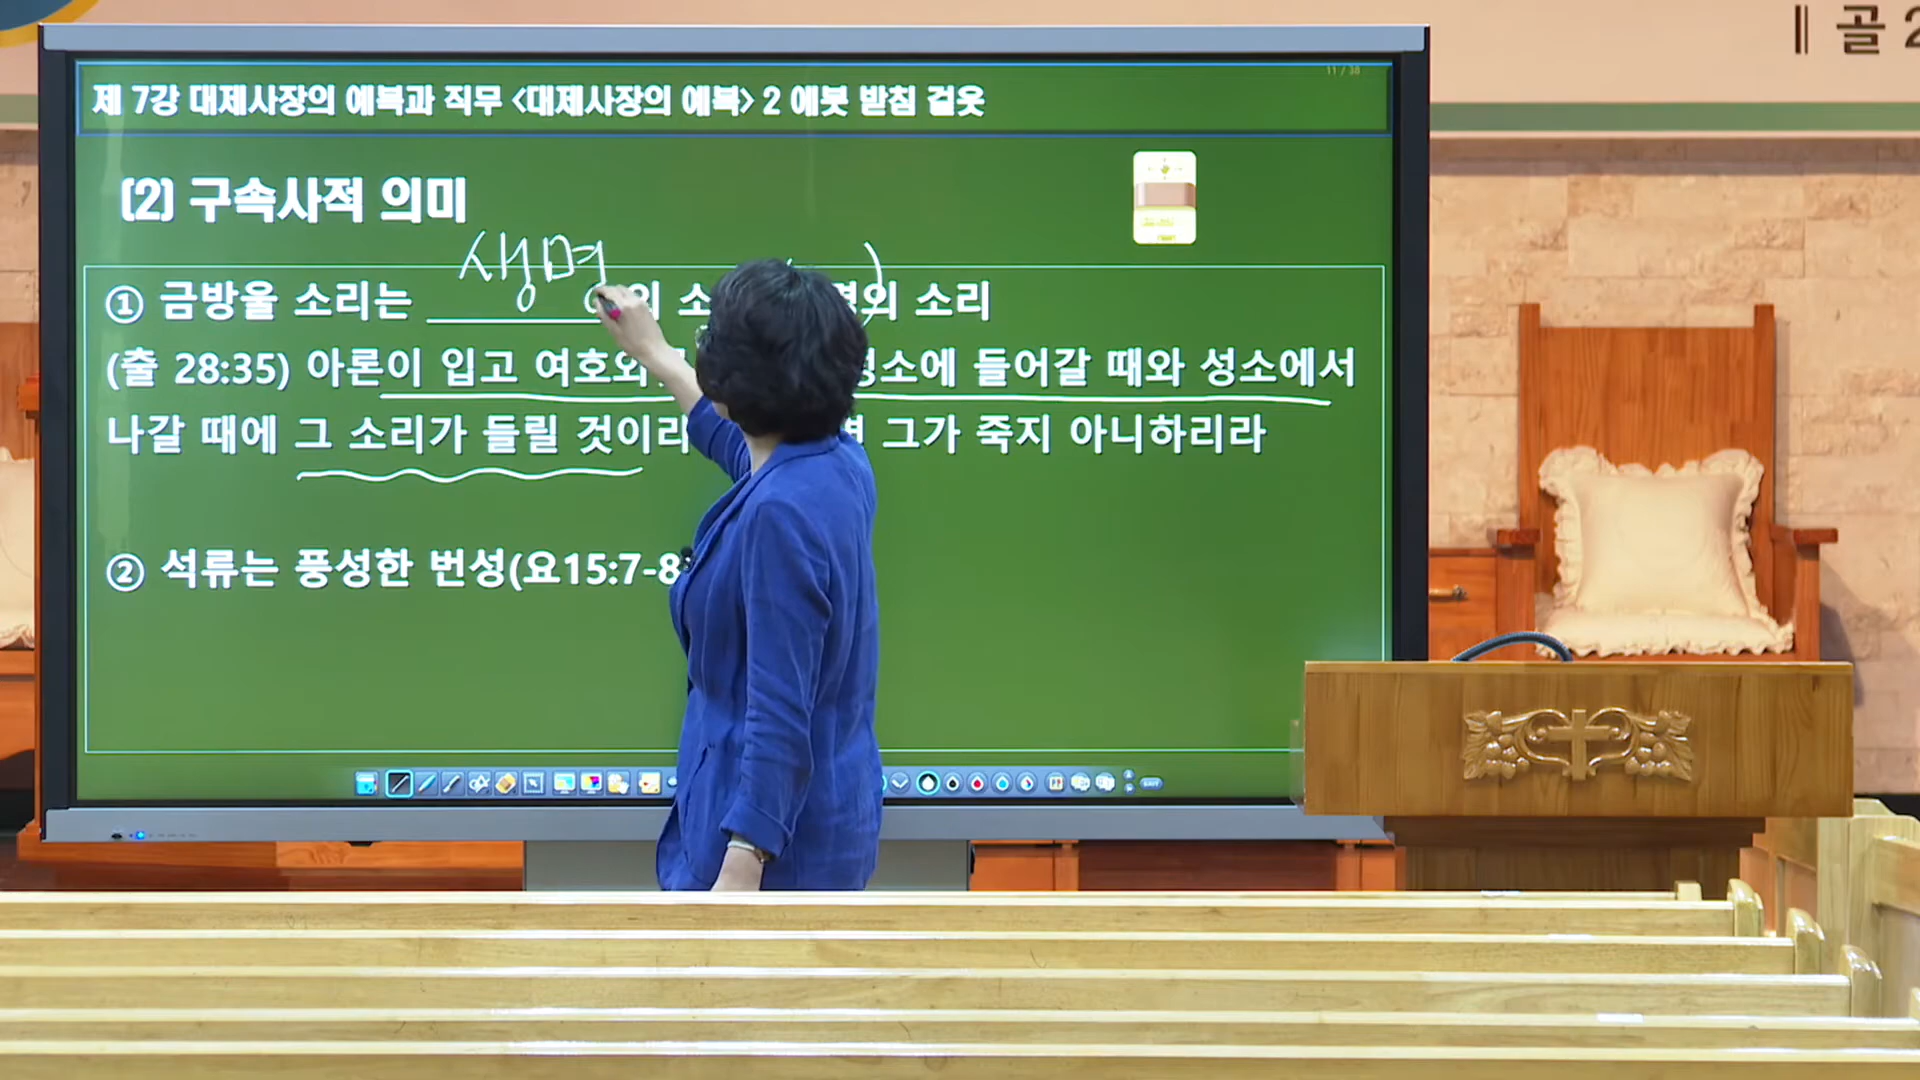 골 2
11 / 38
제 7강 대제사장의 예복과 직무 <대제사장의 예복> 2 에봇 받침 겉옷
(2) 구속사적 의미
생명
① 금방울 소리는 의 소 의 소리
(출 28:35) 아론이 입고 여호와 성소에 들어갈 때와 성소에서
나갈 때에 그 소리가 들릴 것이라 그가 죽지 아니하리라
② 석류는 풍성한 번성(요15:7-8